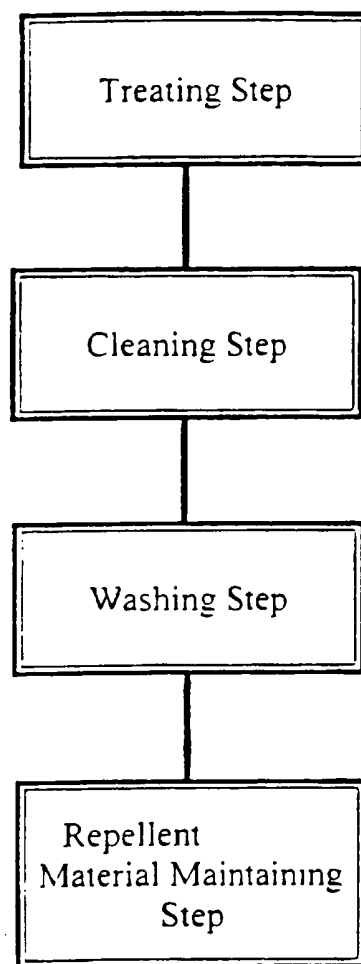 Treating Step
Cleaning Step
Washing Step
Repellent
Material Maintaining
Step